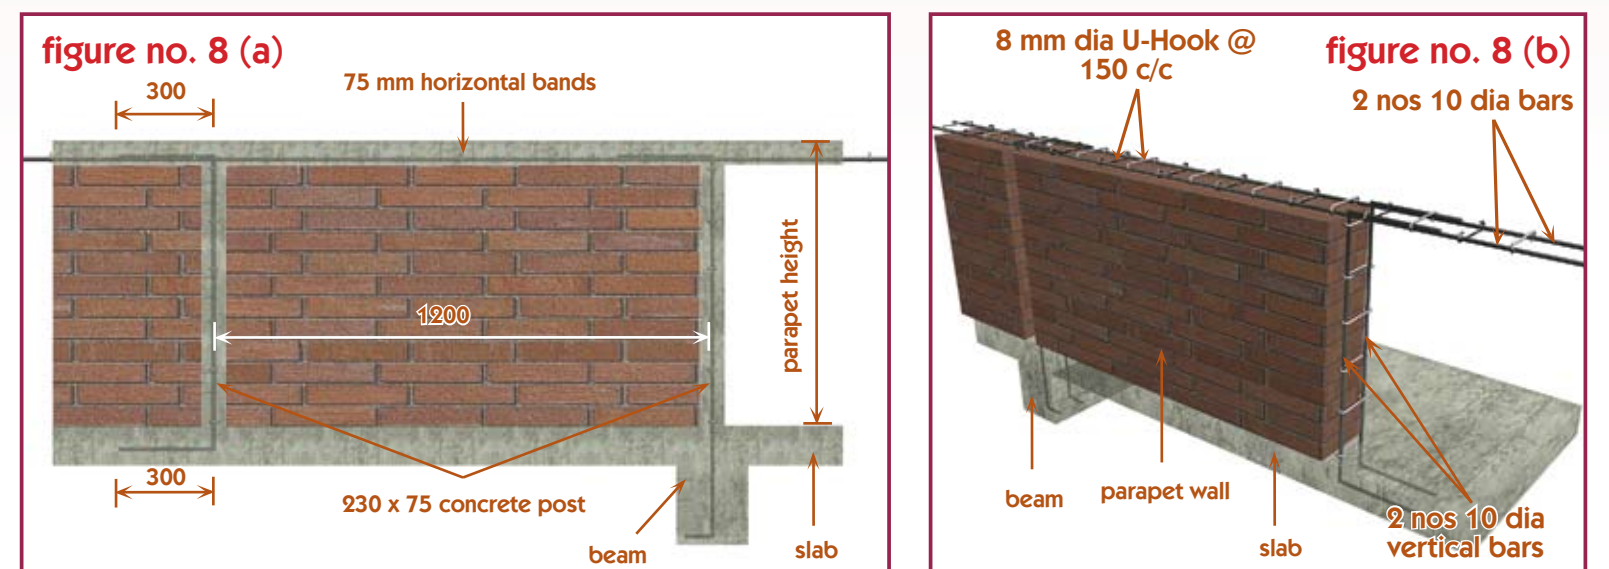 figure no. 8 (a)
300
75 mm horizontal bands
parapet height
1200
300
230 x 75 concrete post
beam
slab
8 mm dia U-Hook @
150 c/c
figure no. 8 (b)
2 nos 10 dia bars
beam
parapet wall
slab
2 nos 10 dia
vertical bars